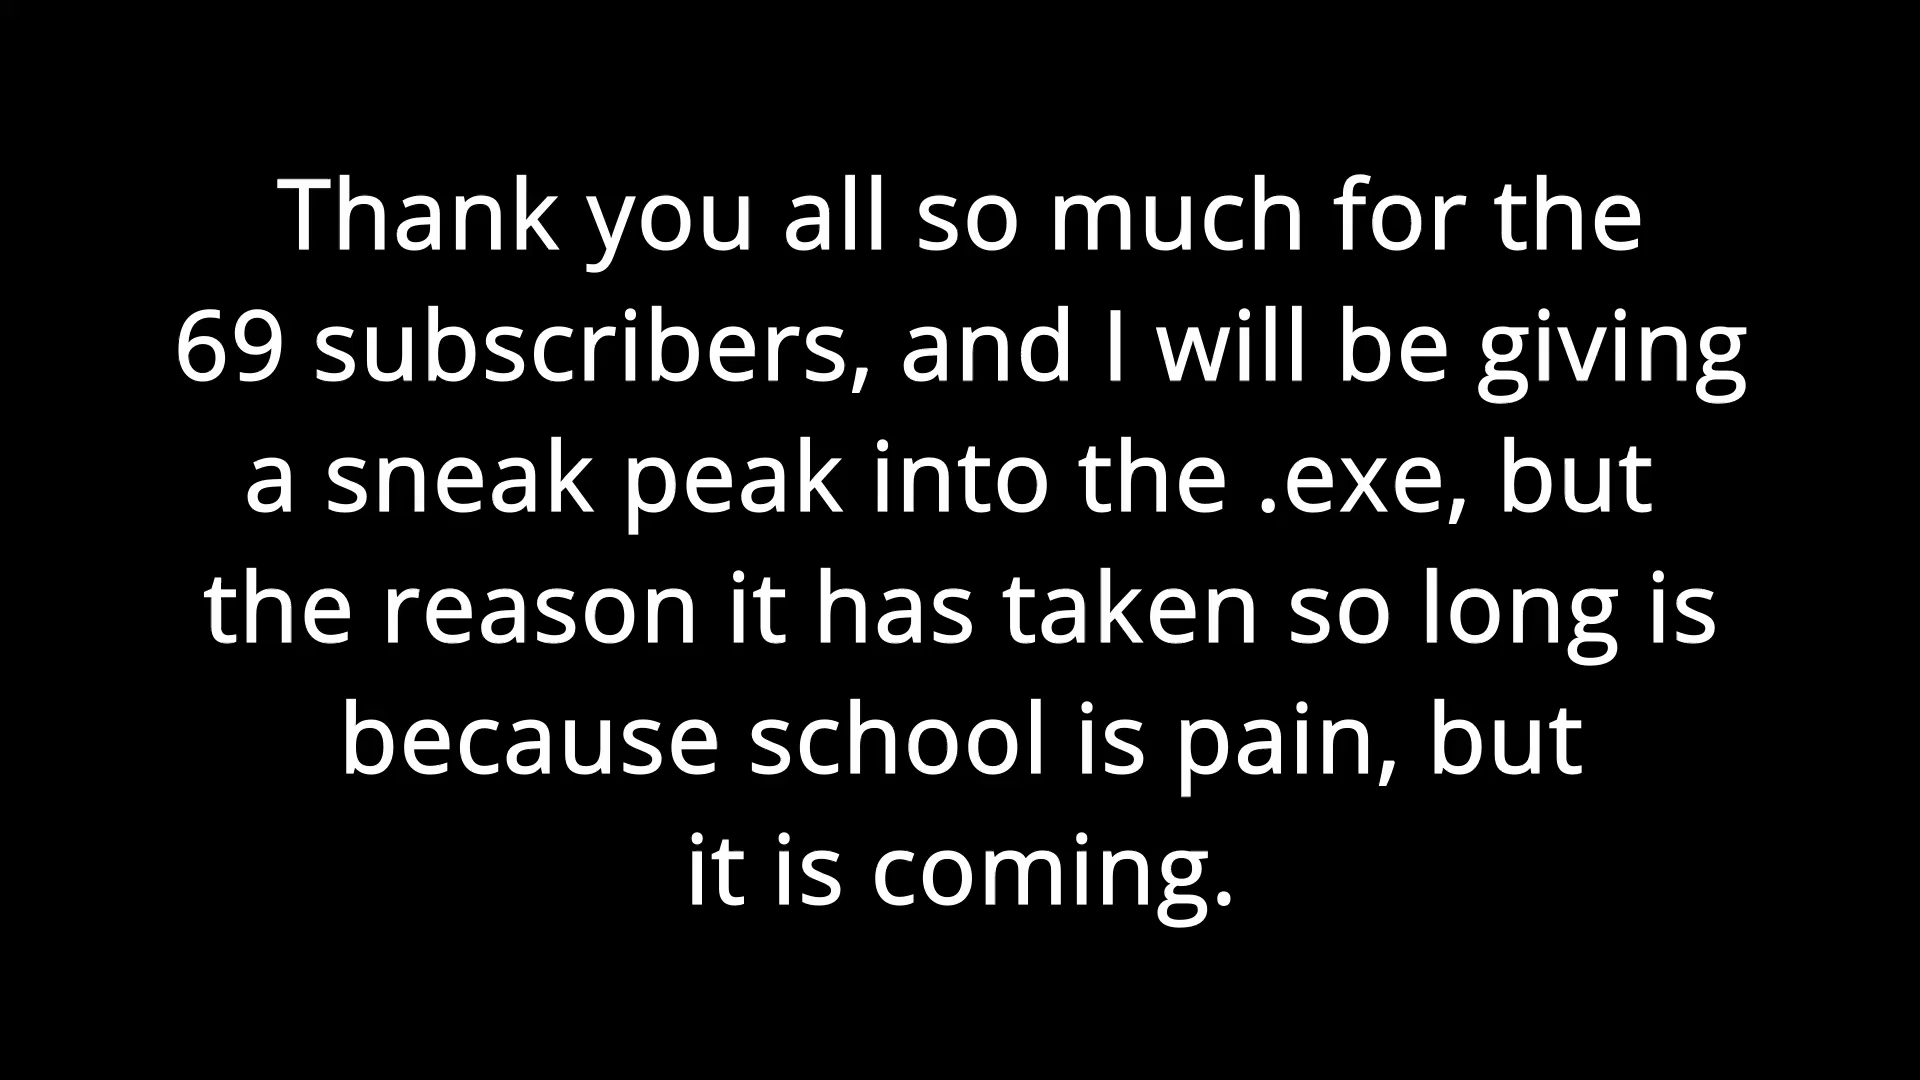 Thank you all so much for the
69 subscribers, and I will be giving
a sneak peak into the .exe, but
the reason it has taken so long is
because school is pain, but
it is coming.